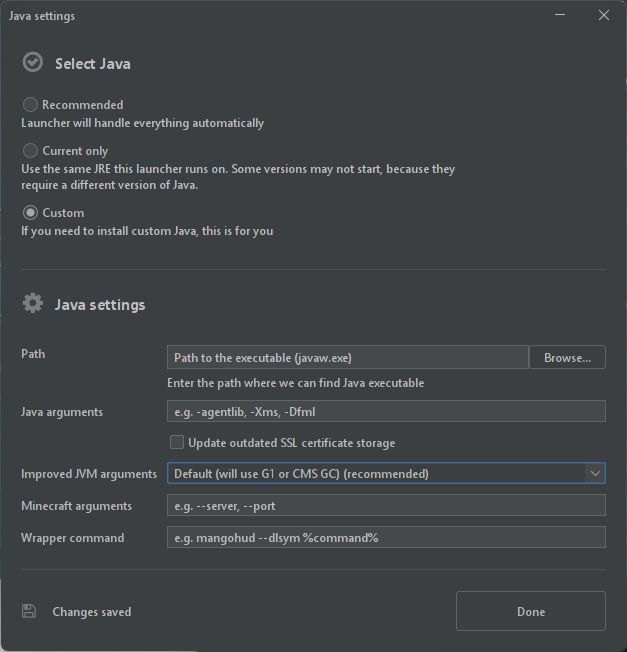 Java settings
Select Java
Recommended
Launcher will handle everything automatically
Current only
Use the same JRE this launcher runs on. Some versions may not start, because they
require a different version of Java.
Custom
If you need to install custom Java, this is for you
Java settings
Path
Path to the executable (javaw.exe)
Browse...
Enter the path where we can find Java executable
Java arguments
e.g. -agentlib, -Xms, -Dfml
Update outdated SSL certificate storage
Improved JVM arguments
Default (will use G1 or CMS GC) (recommended)
Minecraft arguments
e.g. --server, --port
Wrapper command
e.g. mangohud --dlsym %command%
Changes saved
Done